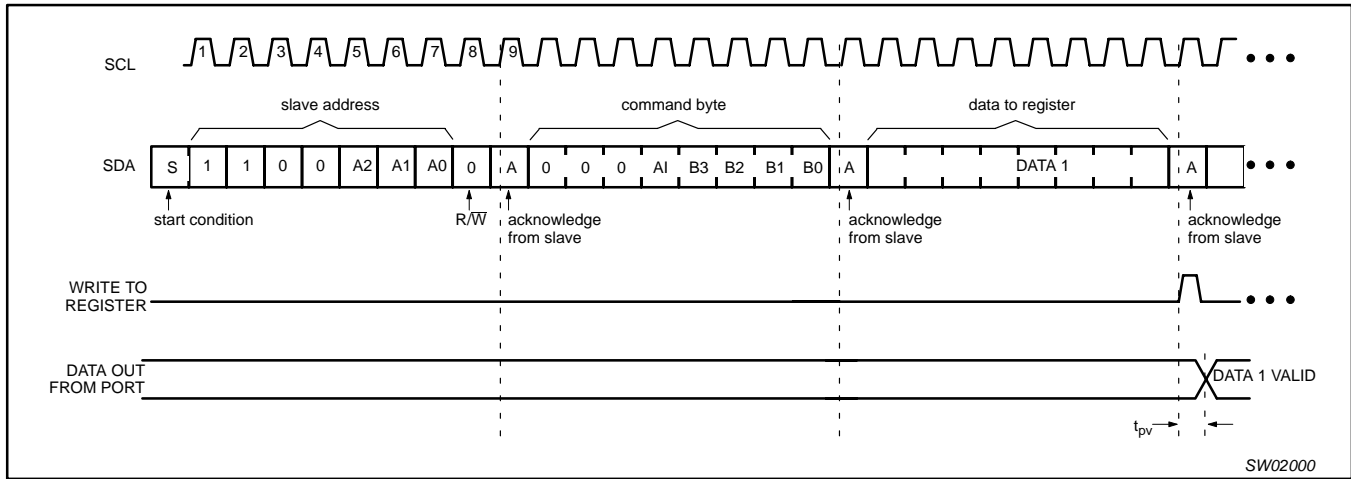 SCL 1 2 3 4 5 6 7 8 9
slave address command byte data to register
SDA S 1 1 0 0 A2 A1 A0 0 A 0 0 0 AI B3 B2 B1 B0 A DATA 1 A
start condition R/W̅ acknowledge from slave acknowledge from slave acknowledge from slave
WRITE TO
REGISTER
DATA OUT
FROM PORT
DATA 1 VALID
tpv
SW02000